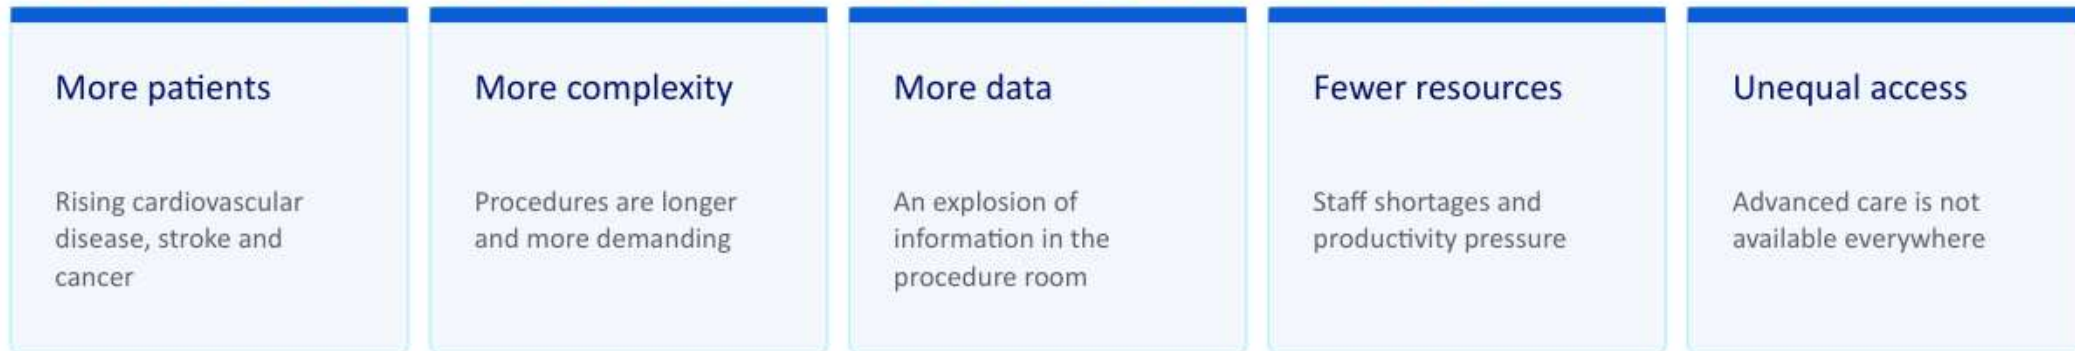 More patients
Rising cardiovascular
disease, stroke and
cancer
More complexity
Procedures are longer
and more demanding
More data
An explosion of
information in the
procedure room
Fewer resources
Staff shortages and
productivity pressure
Unequal access
Advanced care is not
available everywhere